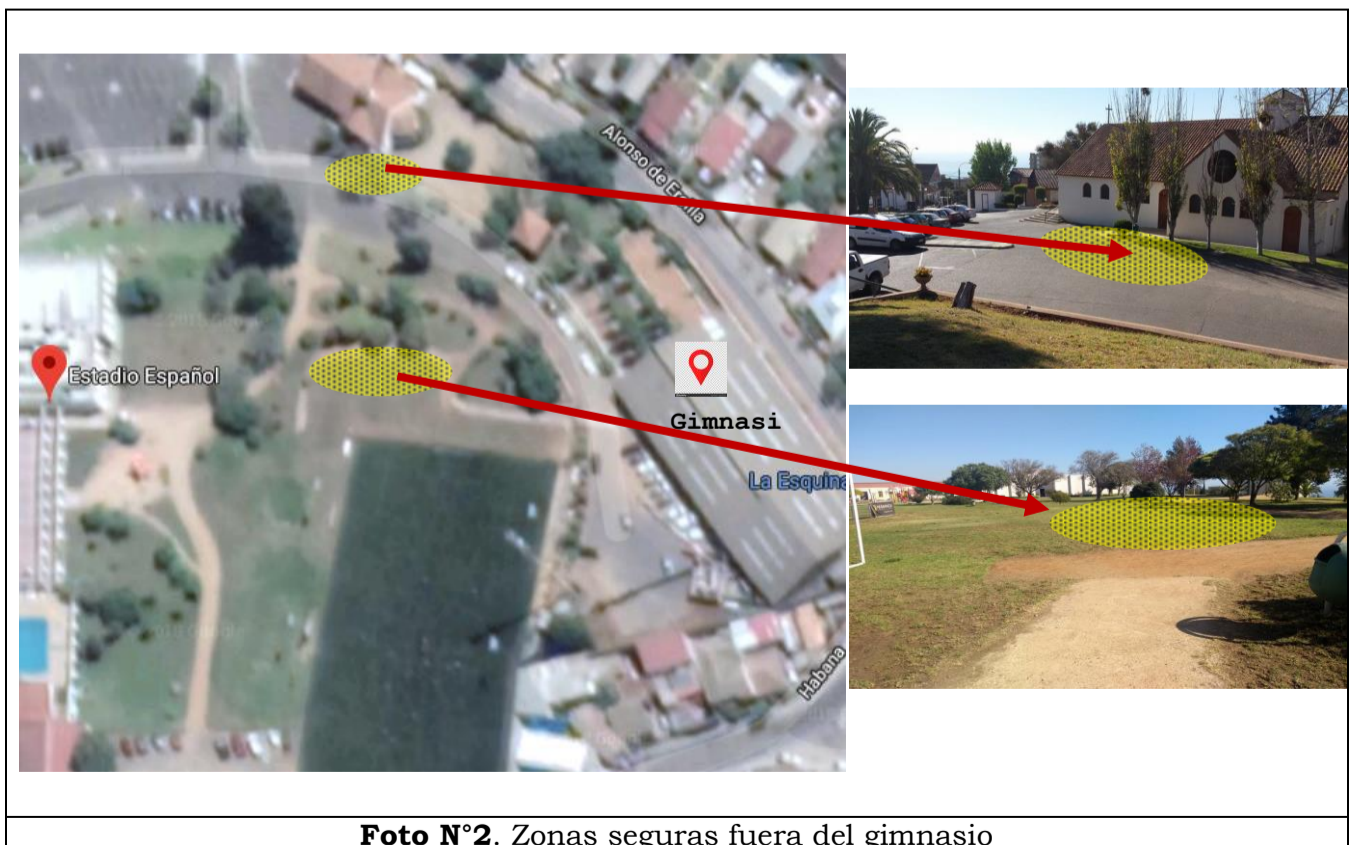 Alonso de Ercilla
Estadio Español
Gimnasi
La Esquina
Habana
Foto N°2. Zonas seguras fuera del gimnasio